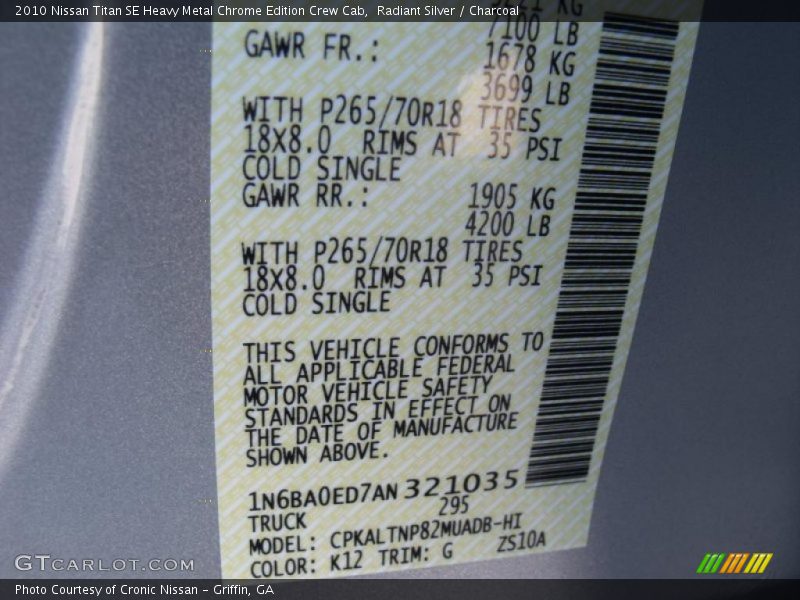 2010 Nissan Titan SE Heavy Metal Chrome Edition Crew Cab,  Radiant Silver / Charcoal
KG
7100 LB
GAWR FR.: 1678 KG
3699 LB
WITH P265/70R18 TIRES
18X8.0 RIMS AT 35 PSI
COLD SINGLE
GAWR RR.: 1905 KG
4200 LB
WITH P265/70R18 TIRES
18X8.0 RIMS AT 35 PSI
COLD SINGLE
THIS VEHICLE CONFORMS TO
ALL APPLICABLE FEDERAL
MOTOR VEHICLE SAFETY
STANDARDS IN EFFECT ON
THE DATE OF MANUFACTURE
SHOWN ABOVE.
1N6BA0ED7AN 321035
TRUCK 295
MODEL: CPKALTNP82MUADB-HI
COLOR: K12 TRIM: G ZS10A
GTCARLOT.COM
Photo Courtesy of Cronic Nissan - Griffin, GA